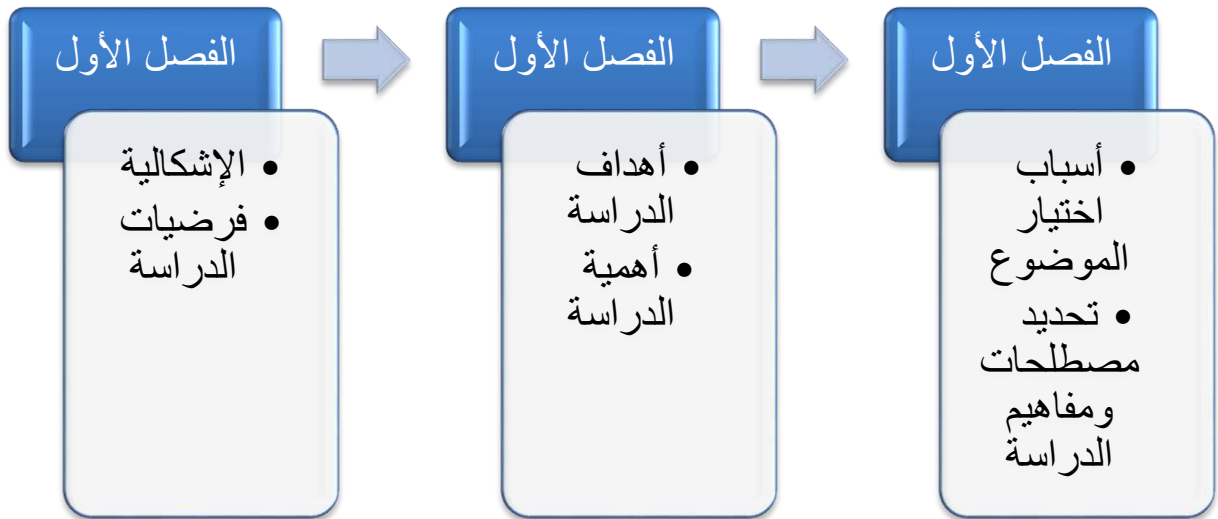 الفصل الأول
• الإشكالية
• فرضيات
الدراسة
الفصل الأول
• أهداف
الدراسة
• أهمية
الدراسة
الفصل الأول
• أسباب
اختيار
الموضوع
• تحديد
مصطلحات
ومفاهيم
الدراسة